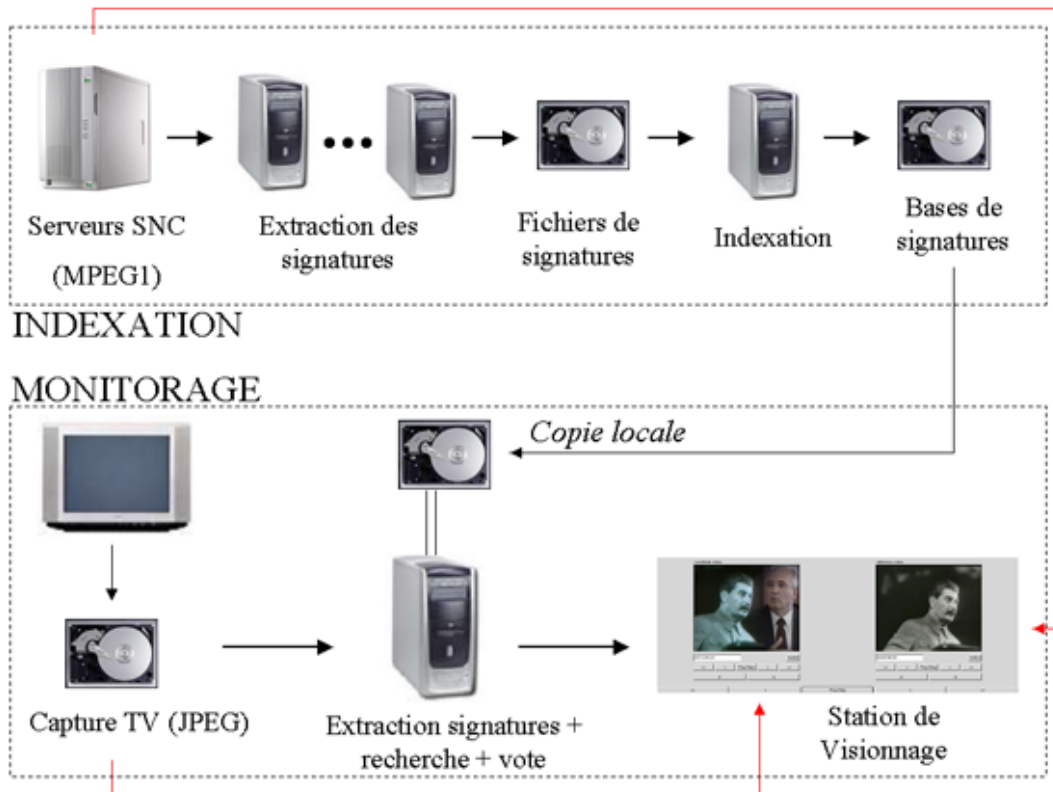 Serveurs SNC
(MPEG1)
Extraction des
signatures
Fichiers de
signatures
Indexation
Bases de
signatures
INDEXATION
MONITORAGE
Copie locale
Capture TV (JPEG)
Extraction signatures +
recherche + vote
Station de
Visionnage